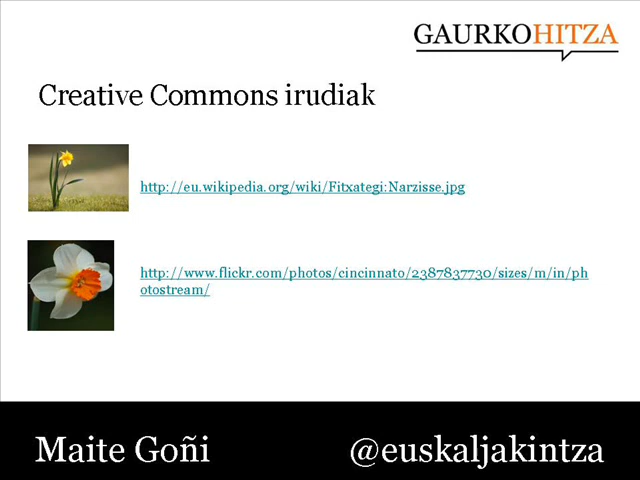 GAURKOHITZA
Creative Commons irudiak
http://eu.wikipedia.org/wiki/Fitxategi:Narzisse.jpg
http://www.flickr.com/photos/cincinnato/2387837730/sizes/m/in/ph
otostream/
Maite Goñi
@euskaljakintza